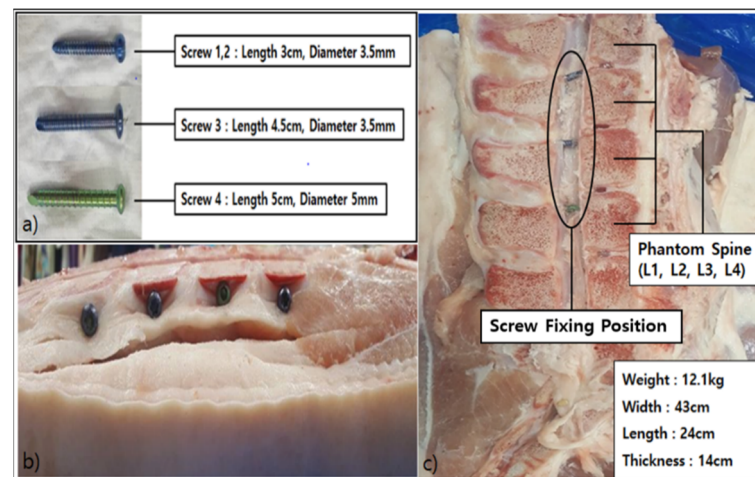 Screw 1,2 : Length 3cm, Diameter 3.5mm
Screw 3 : Length 4.5cm, Diameter 3.5mm
Screw 4 : Length 5cm, Diameter 5mm
a)
b)
Phantom Spine
(L1, L2, L3, L4)
Screw Fixing Position
Weight : 12.1kg
Width : 43cm
Length : 24cm
Thickness : 14cm
c)